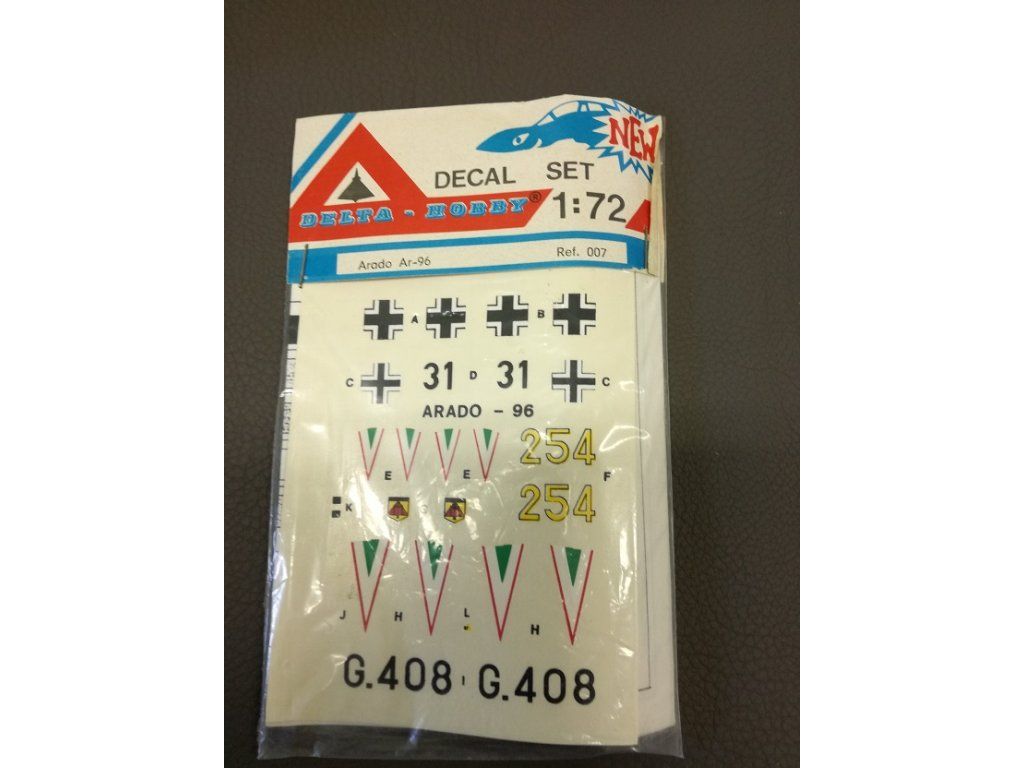 NEW
DECAL SET
DELTA - HOBBY® 1:72
Arado Ar-96 Ref. 007
A B
C 31 D 31 C
ARADO - 96
254
E E F
K G 254
J H L H
G.408 I G.408